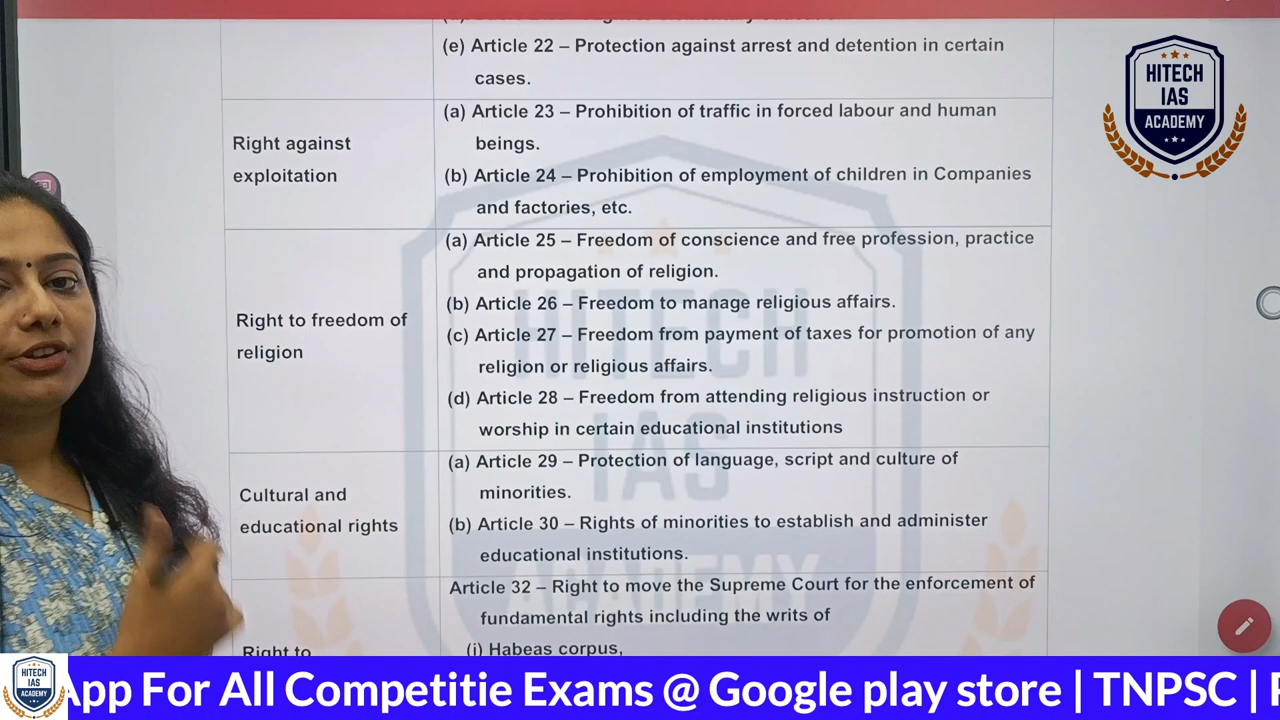 (e) Article 22 – Protection against arrest and detention in certain
cases.
Right against
exploitation
(a) Article 23 – Prohibition of traffic in forced labour and human
beings.
(b) Article 24 – Prohibition of employment of children in Companies
and factories, etc.
Right to freedom of
religion
(a) Article 25 – Freedom of conscience and free profession, practice
and propagation of religion.
(b) Article 26 – Freedom to manage religious affairs.
(c) Article 27 – Freedom from payment of taxes for promotion of any
religion or religious affairs.
(d) Article 28 – Freedom from attending religious instruction or
worship in certain educational institutions
Cultural and
educational rights
(a) Article 29 – Protection of language, script and culture of
minorities.
(b) Article 30 – Rights of minorities to establish and administer
educational institutions.
Right to
Article 32 – Right to move the Supreme Court for the enforcement of
fundamental rights including the writs of
(i) Habeas corpus,
HITECH
IAS
ACADEMY
HITECH
IAS
ACADEMY
HITECH
IAS
ACADEMY
App For All Competitie Exams @ Google play store | TNPSC |